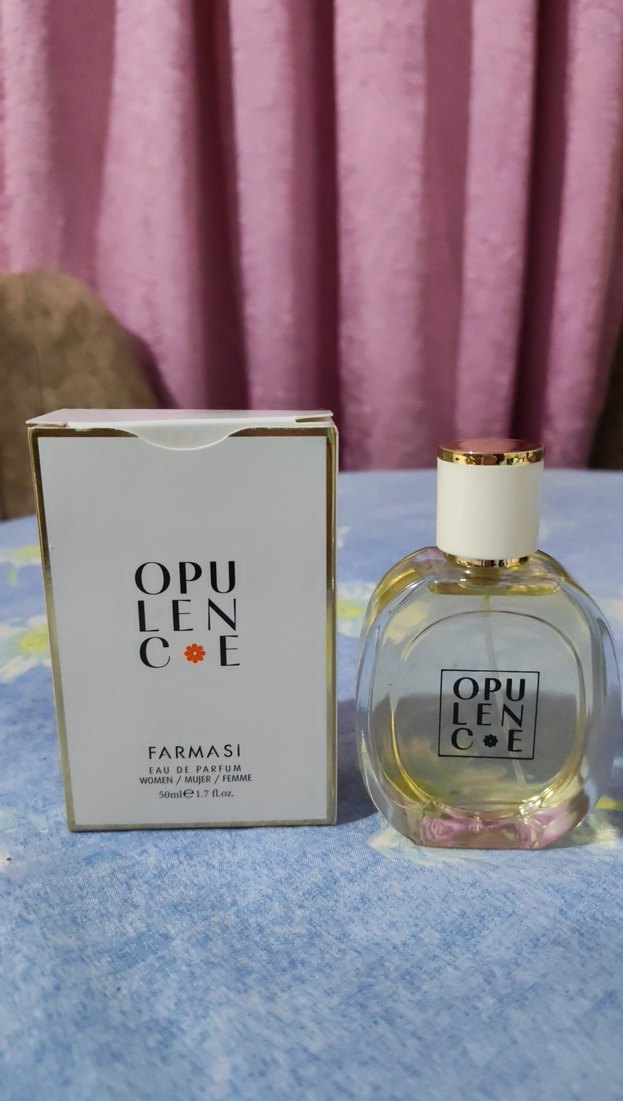 OPU
LEN
C E
FARMASi
EAU DE PARFUM
WOMEN / MUJER / FEMME
50ml℮1.7 fl.oz.
OPU
LEN
C E